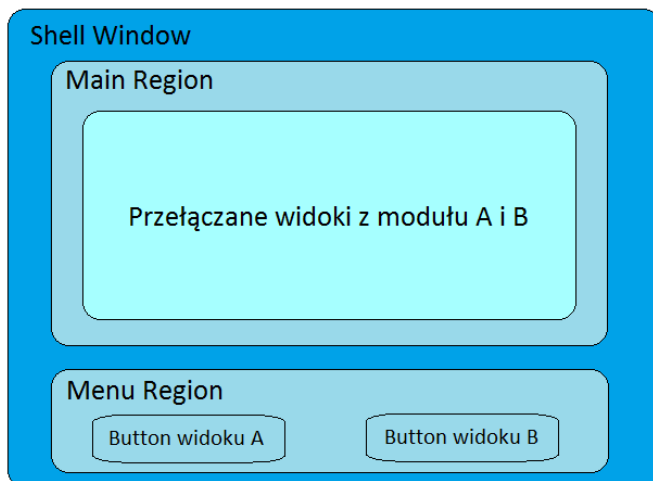 Shell Window
Main Region
Przełączane widoki z modułu A i B
Menu Region
Button widoku A
Button widoku B